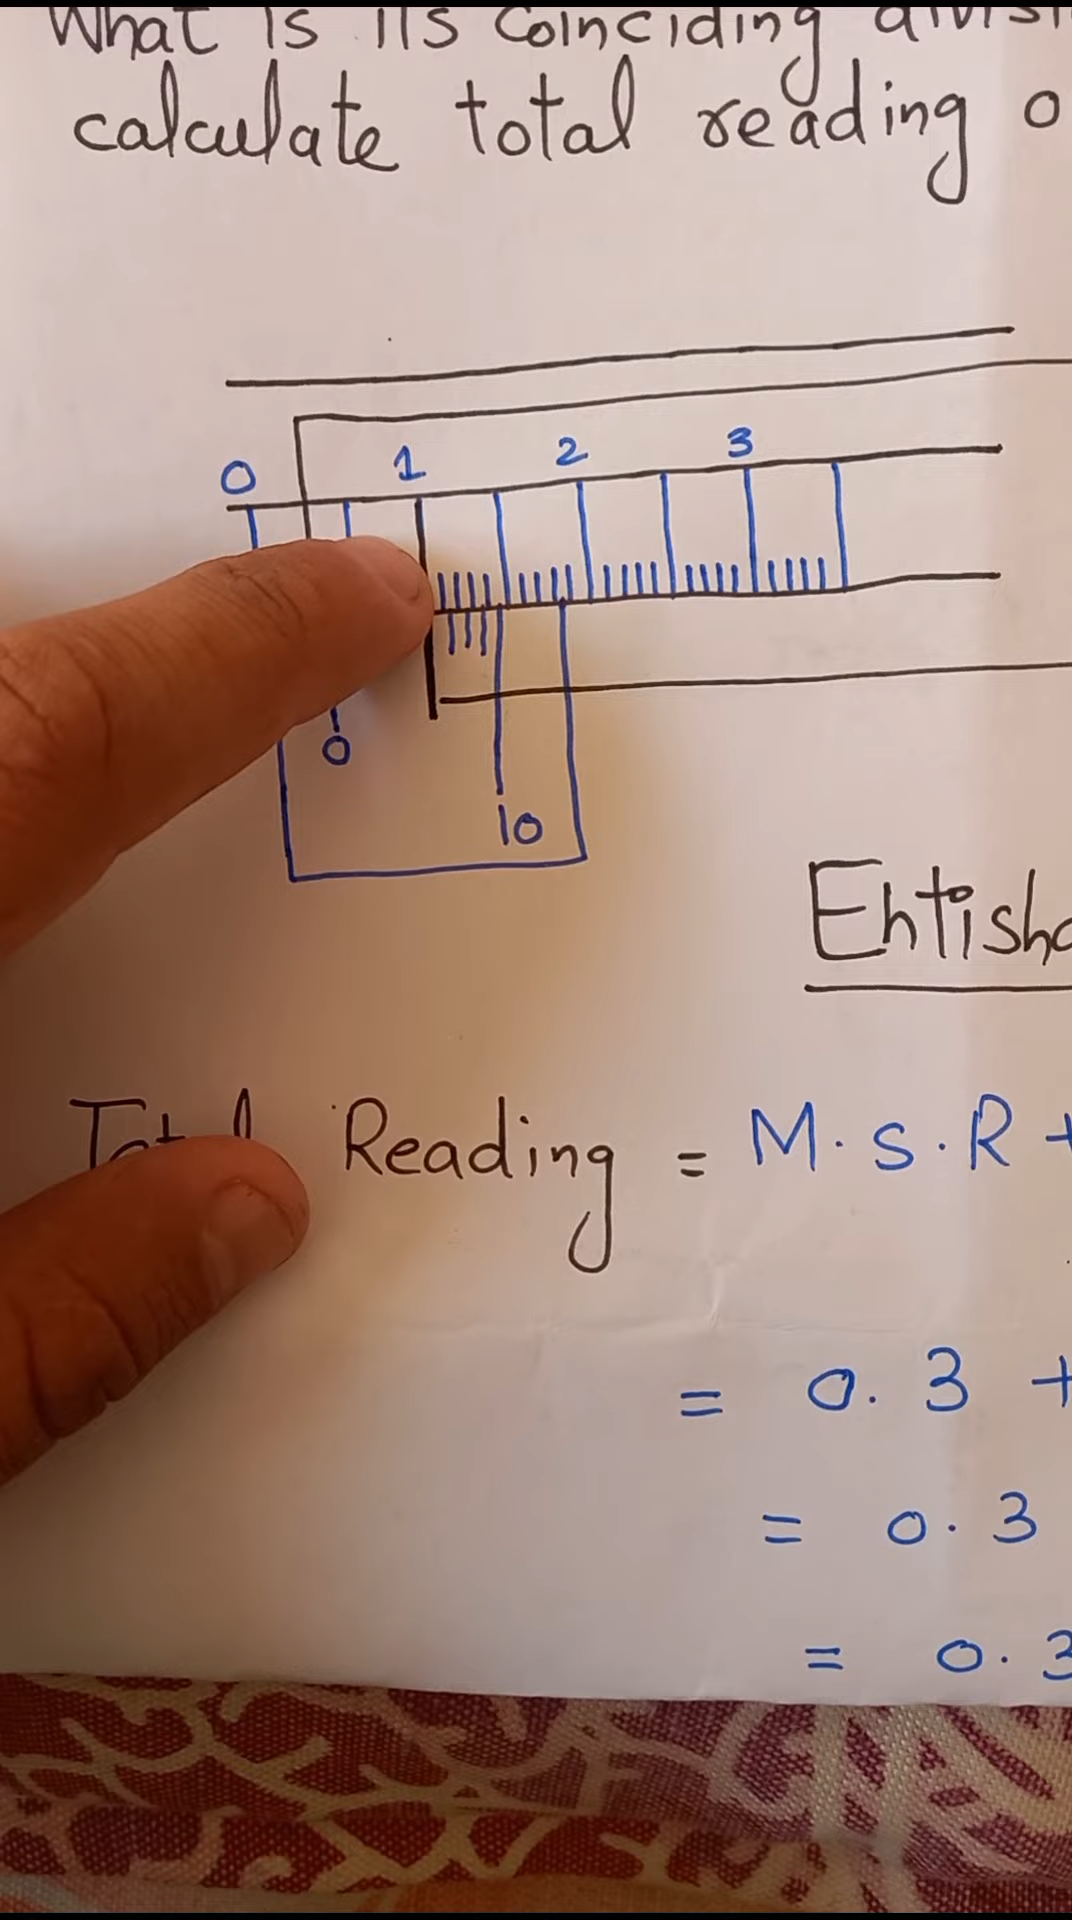 What is its coinciding
calculate total reading o
0 1 2 3
0
10
Reading = M.S.R +
= 0.3 +
= 0.3
= 0.3